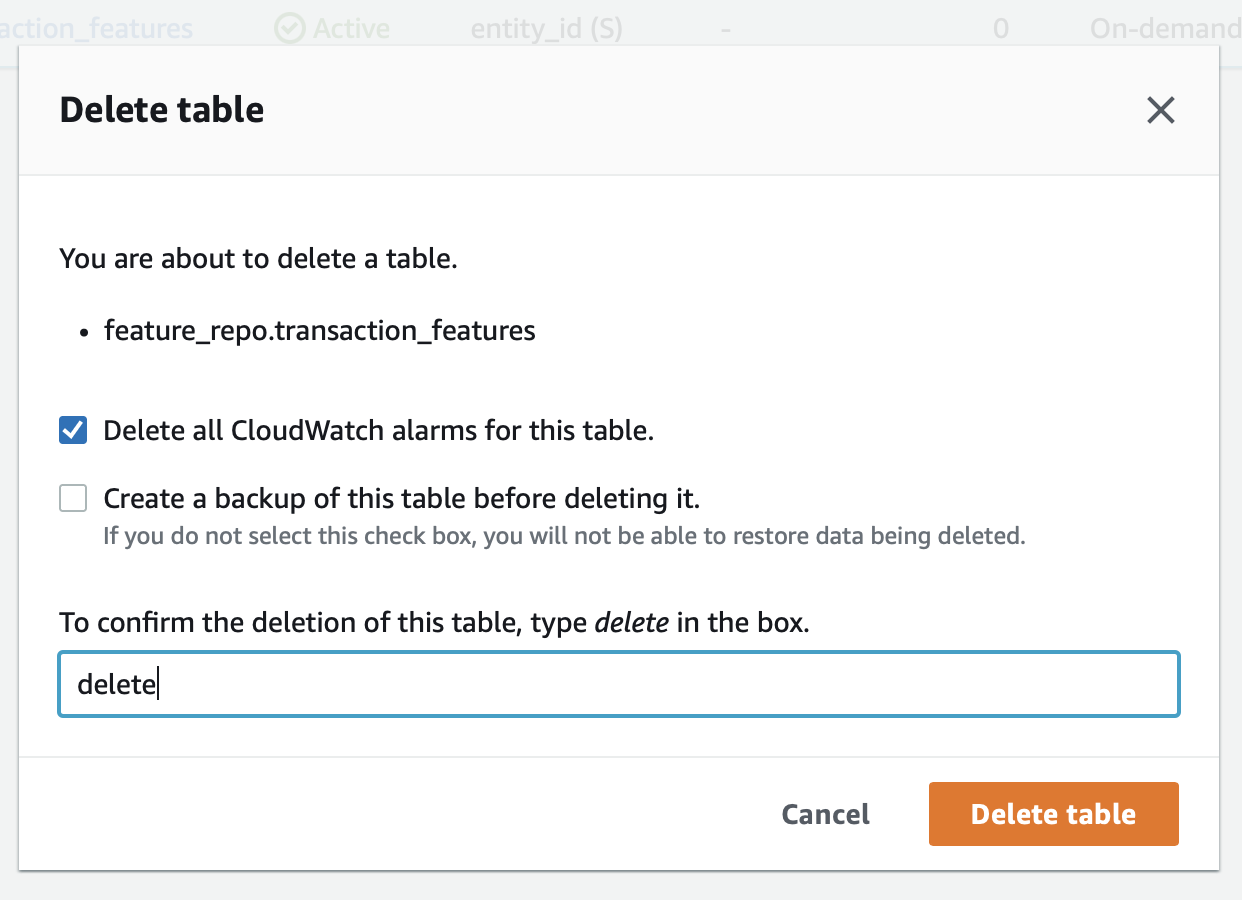 action_features Active entity_id (S) - 0 On-demand
Delete table
You are about to delete a table.
• feature_repo.transaction_features
Delete all CloudWatch alarms for this table.
Create a backup of this table before deleting it.
If you do not select this check box, you will not be able to restore data being deleted.
To confirm the deletion of this table, type delete in the box.
delete
Cancel Delete table